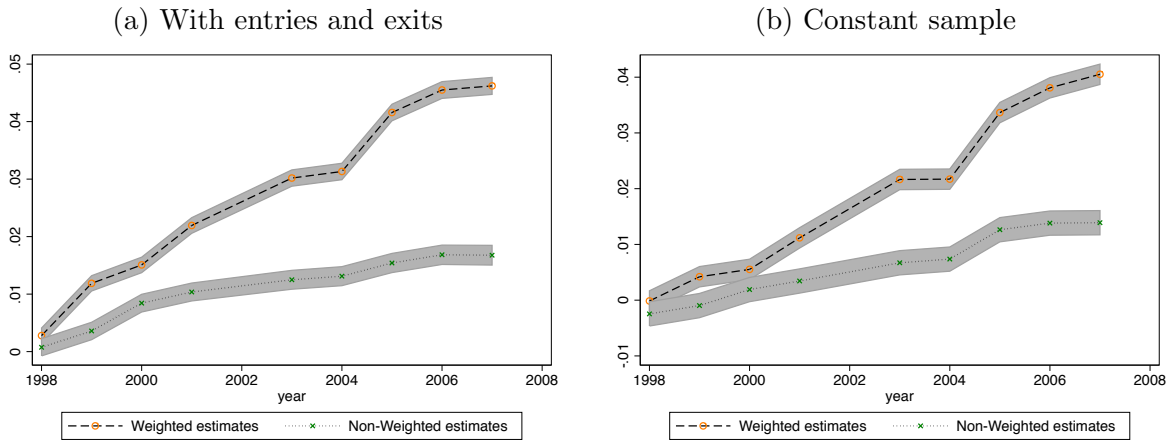 (a) With entries and exits
.05
.04
.03
.02
.01
0
1998 2000 2002 2004 2006 2008
year
Weighted estimates Non-Weighted estimates
(b) Constant sample
.04
.03
.02
.01
0
-.01
1998 2000 2002 2004 2006 2008
year
Weighted estimates Non-Weighted estimates